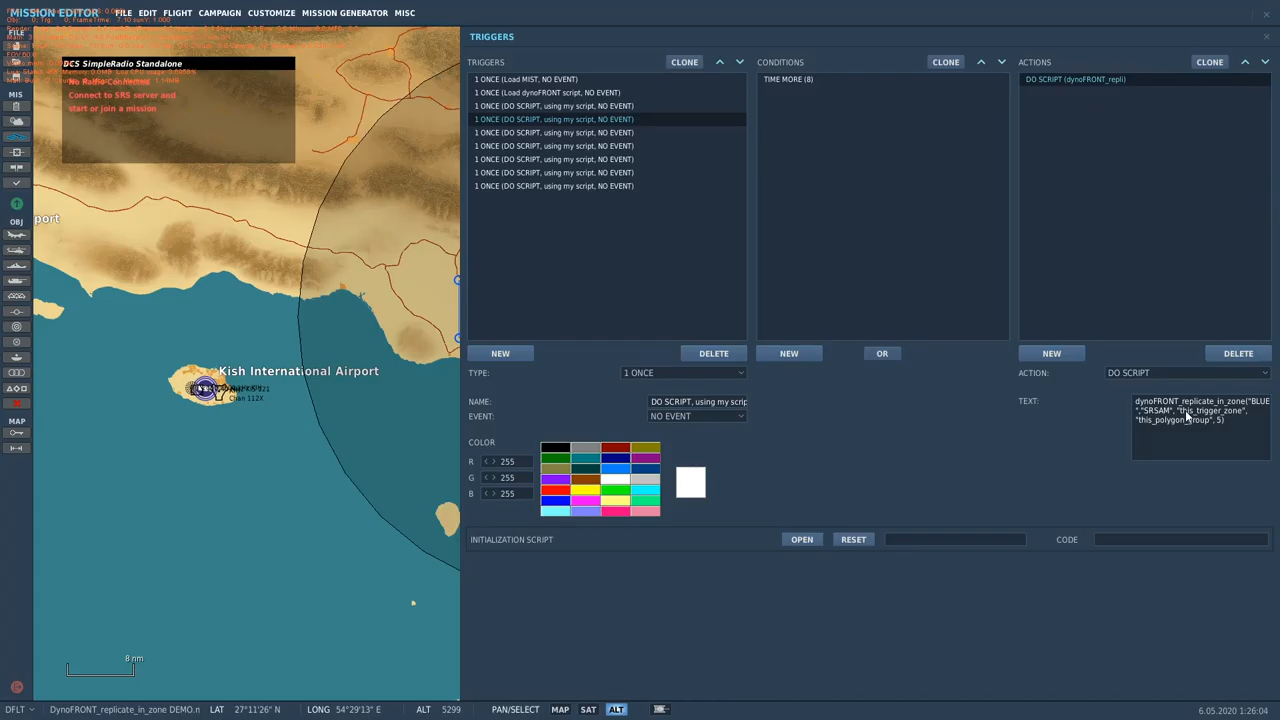 MISSION EDITOR
FILE EDIT FLIGHT CAMPAIGN CUSTOMIZE MISSION GENERATOR MISC
FILE
DCS SimpleRadio Standalone
No Radio Connected
Connect to SRS server and
start or join a mission
MIS
OBJ
MAP
port
Kish International Airport
Chan 112X
8 nm
TRIGGERS
TRIGGERS CLONE
1 ONCE (Load MIST, NO EVENT)
1 ONCE (Load dynoFRONT script, NO EVENT)
1 ONCE (DO SCRIPT, using my script, NO EVENT)
1 ONCE (DO SCRIPT, using my script, NO EVENT)
1 ONCE (DO SCRIPT, using my script, NO EVENT)
1 ONCE (DO SCRIPT, using my script, NO EVENT)
1 ONCE (DO SCRIPT, using my script, NO EVENT)
1 ONCE (DO SCRIPT, using my script, NO EVENT)
1 ONCE (DO SCRIPT, using my script, NO EVENT)
NEW DELETE
CONDITIONS CLONE
TIME MORE (8)
NEW OR
ACTIONS CLONE
DO SCRIPT (dynoFRONT_repli)
NEW DELETE
TYPE: 1 ONCE
NAME: DO SCRIPT, using my scrip
EVENT: NO EVENT
COLOR
R 255
G 255
B 255
ACTION: DO SCRIPT
TEXT: dynoFRONT_replicate_in_zone("BLUE
","SRSAM", "this_trigger_zone",
"this_polygon_group", 5)
INITIALIZATION SCRIPT OPEN RESET CODE
DFLT DynoFRONT_replicate_in_zone DEMO.n LAT 27°11'26" N LONG 54°29'13" E ALT 5299 PAN/SELECT MAP SAT ALT 6.05.2020 1:26:04